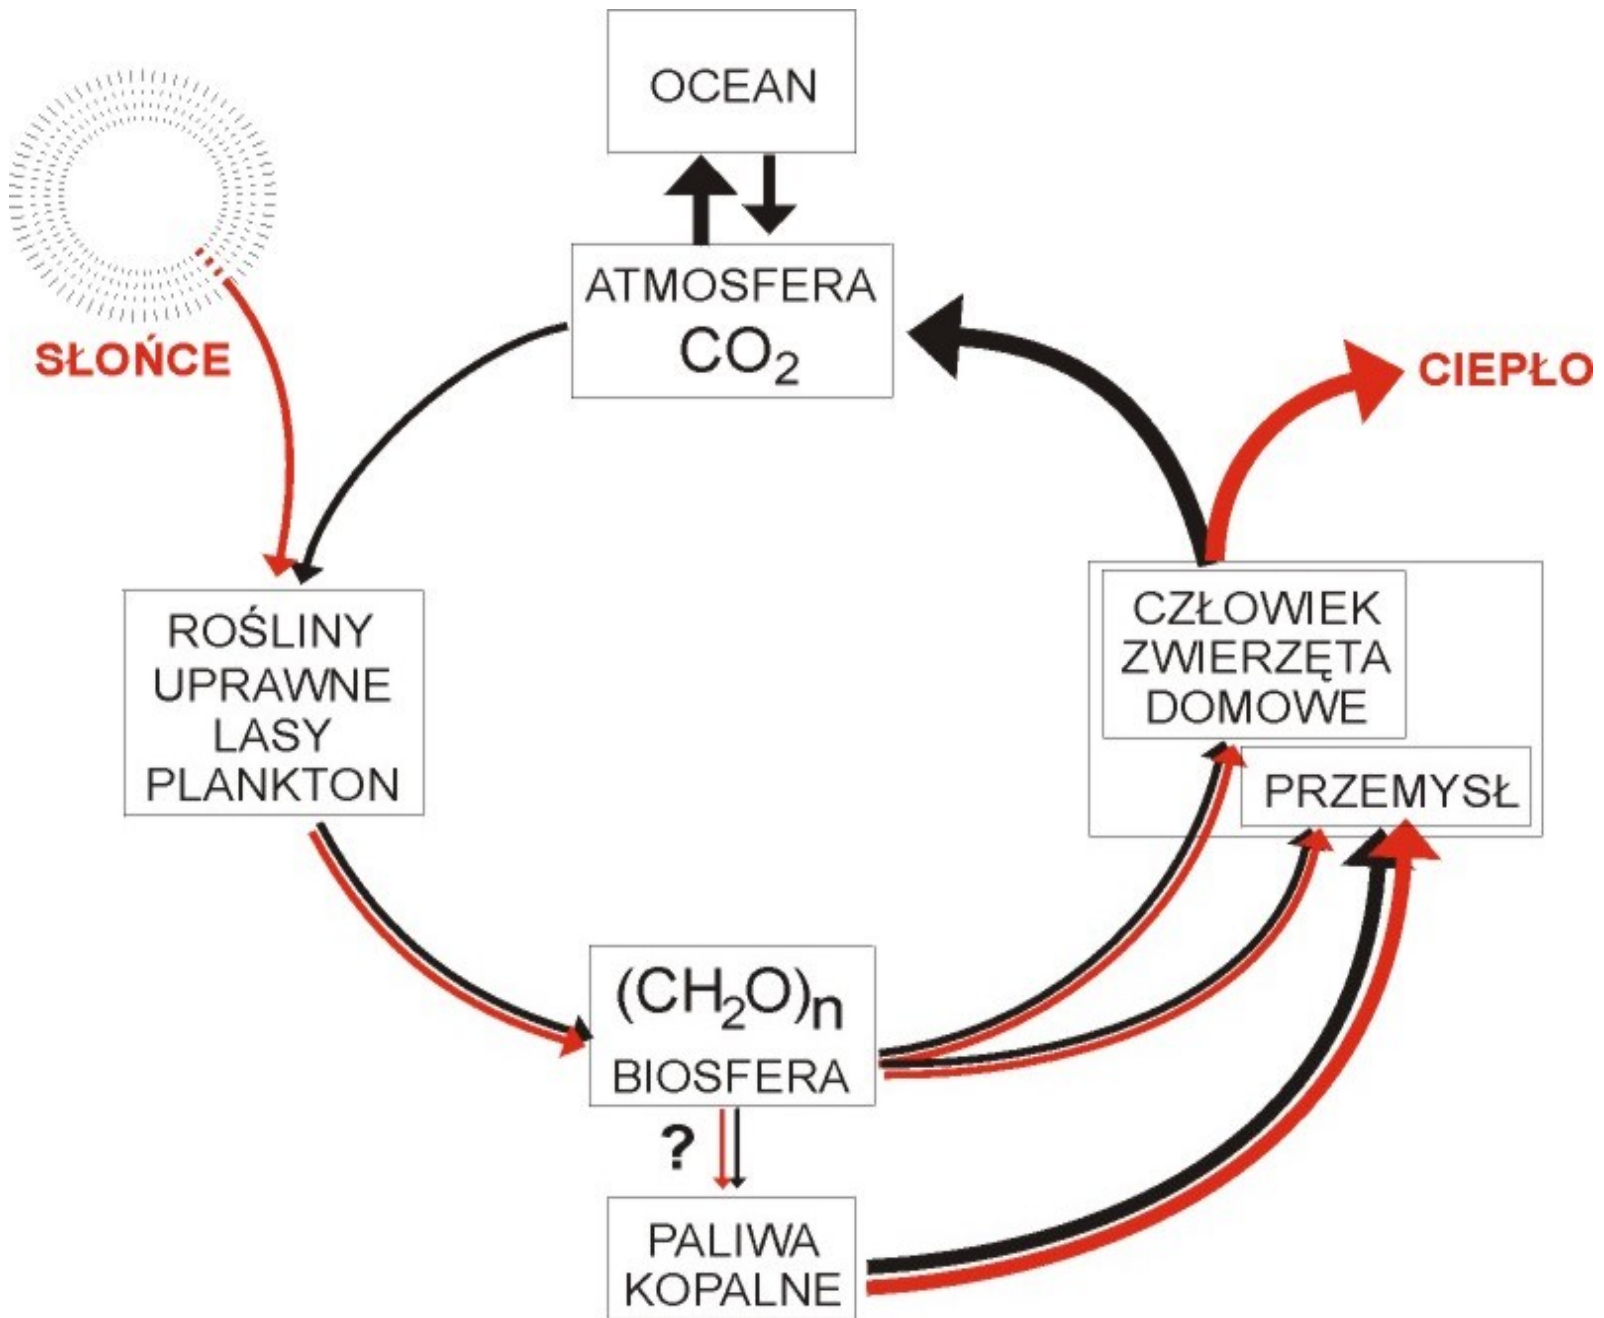 OCEAN
ATMOSFERA
CO₂
SŁOŃCE
CIEPŁO
ROŚLINY
UPRAWNE
LASY
PLANKTON
CZŁOWIEK
ZWIERZĘTA
DOMOWE
PRZEMYSŁ
(CH₂O)n
BIOSFERA
?
PALIWA
KOPALNE